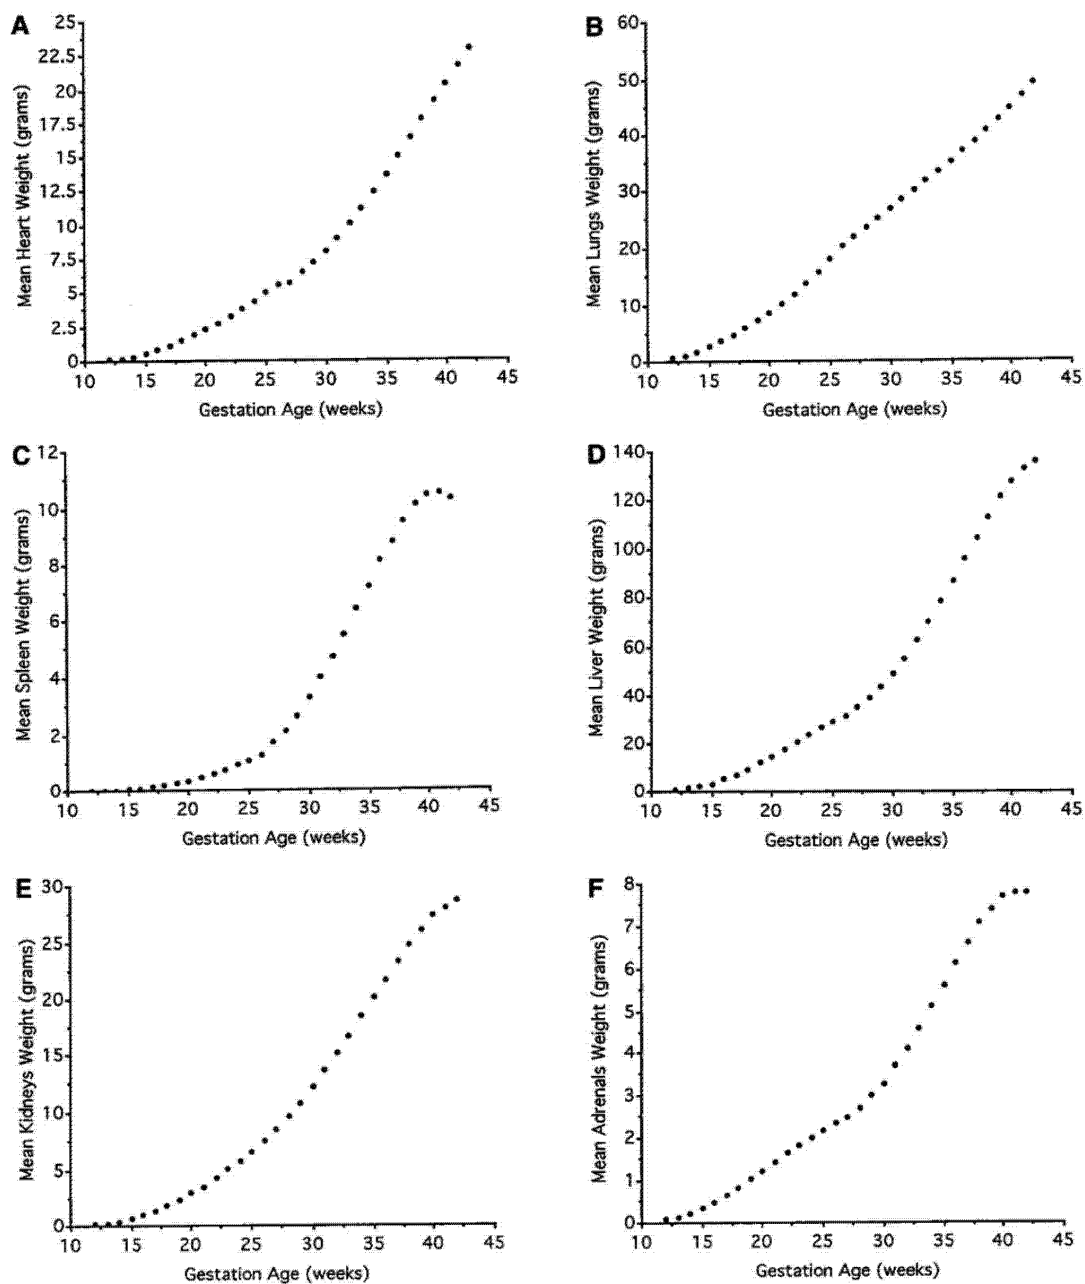 A
Mean Heart Weight (grams)
25
22.5
20
17.5
15
12.5
10
7.5
5
2.5
0
10 15 20 25 30 35 40 45
Gestation Age (weeks)
B
Mean Lungs Weight (grams)
60
50
40
30
20
10
0
10 15 20 25 30 35 40 45
Gestation Age (weeks)
C
Mean Spleen Weight (grams)
12
10
8
6
4
2
0
10 15 20 25 30 35 40 45
Gestation Age (weeks)
D
Mean Liver Weight (grams)
140
120
100
80
60
40
20
0
10 15 20 25 30 35 40 45
Gestation Age (weeks)
E
Mean Kidneys Weight (grams)
30
25
20
15
10
5
0
10 15 20 25 30 35 40 45
Gestation Age (weeks)
F
Mean Adrenals Weight (grams)
8
7
6
5
4
3
2
1
0
10 15 20 25 30 35 40 45
Gestation Age (weeks)